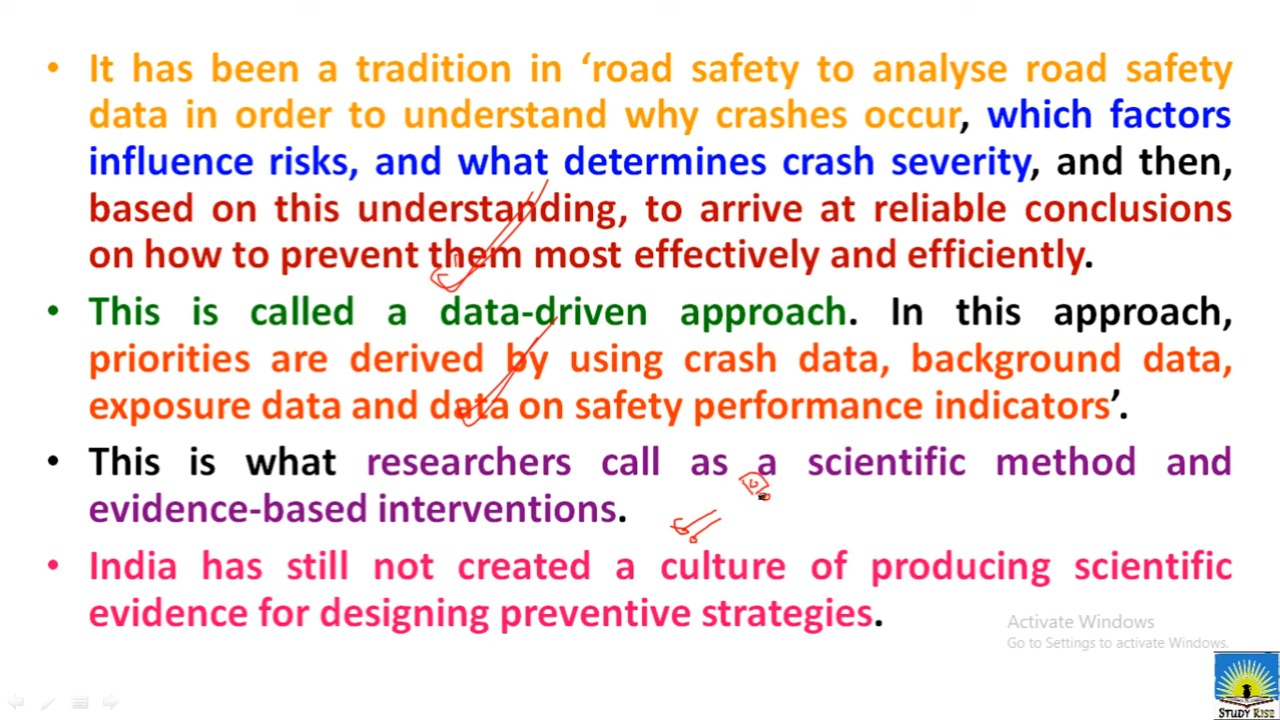 • It has been a tradition in ‘road safety to analyse road safety
data in order to understand why crashes occur, which factors
influence risks, and what determines crash severity, and then,
based on this understanding, to arrive at reliable conclusions
on how to prevent them most effectively and efficiently.
• This is called a data-driven approach. In this approach,
priorities are derived by using crash data, background data,
exposure data and data on safety performance indicators’.
• This is what researchers call as a scientific method and
evidence-based interventions.
• India has still not created a culture of producing scientific
evidence for designing preventive strategies.
Activate Windows
Go to Settings to activate Windows.
STUDY RISE